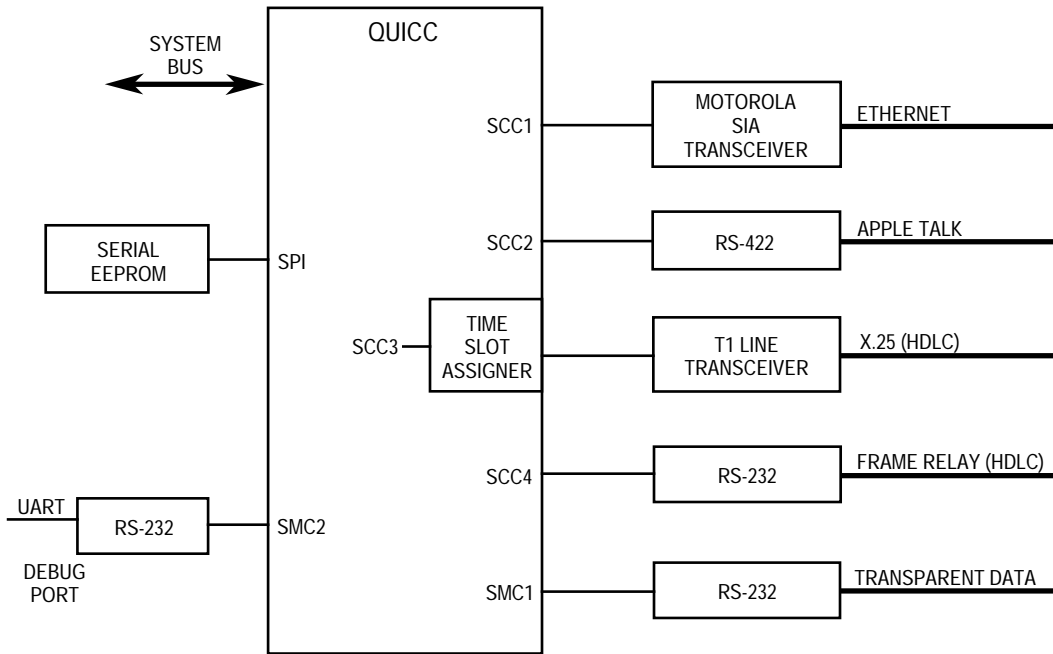 QUICC
SYSTEM
BUS
SCC1
MOTOROLA
SIA
TRANSCEIVER
ETHERNET
SERIAL
EEPROM
SPI
SCC2
RS-422
APPLE TALK
SCC3
TIME
SLOT
ASSIGNER
T1 LINE
TRANSCEIVER
X.25 (HDLC)
SCC4
RS-232
FRAME RELAY (HDLC)
UART
RS-232
SMC2
DEBUG
PORT
SMC1
RS-232
TRANSPARENT DATA